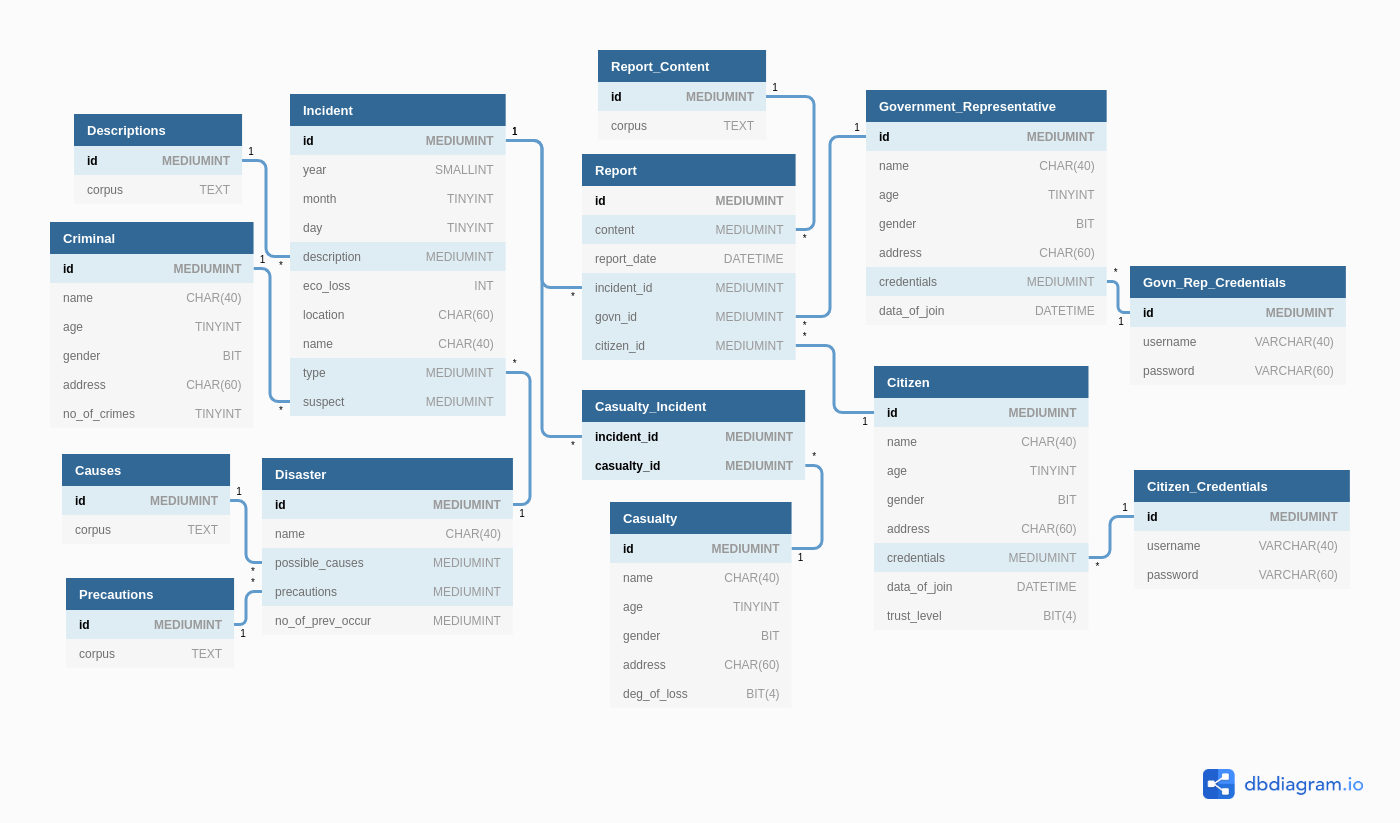 Descriptions
id MEDIUMINT
corpus TEXT
Criminal
id MEDIUMINT
name CHAR(40)
age TINYINT
gender BIT
address CHAR(60)
no_of_crimes TINYINT
Causes
id MEDIUMINT
corpus TEXT
Precautions
id MEDIUMINT
corpus TEXT
Incident
id MEDIUMINT
year SMALLINT
month TINYINT
day TINYINT
description MEDIUMINT
eco_loss INT
location CHAR(60)
name CHAR(40)
type MEDIUMINT
suspect MEDIUMINT
Disaster
id MEDIUMINT
name CHAR(40)
possible_causes MEDIUMINT
precautions MEDIUMINT
no_of_prev_occur MEDIUMINT
Report_Content
id MEDIUMINT
corpus TEXT
Report
id MEDIUMINT
content MEDIUMINT
report_date DATETIME
incident_id MEDIUMINT
govn_id MEDIUMINT
citizen_id MEDIUMINT
Casualty_Incident
incident_id MEDIUMINT
casualty_id MEDIUMINT
Casualty
id MEDIUMINT
name CHAR(40)
age TINYINT
gender BIT
address CHAR(60)
deg_of_loss BIT(4)
Government_Representative
id MEDIUMINT
name CHAR(40)
age TINYINT
gender BIT
address CHAR(60)
credentials MEDIUMINT
data_of_join DATETIME
Citizen
id MEDIUMINT
name CHAR(40)
age TINYINT
gender BIT
address CHAR(60)
credentials MEDIUMINT
data_of_join DATETIME
trust_level BIT(4)
Govn_Rep_Credentials
id MEDIUMINT
username VARCHAR(40)
password VARCHAR(60)
Citizen_Credentials
id MEDIUMINT
username VARCHAR(40)
password VARCHAR(60)
1
*
1
*
1
*
1
*
1
*
*
1
*
1
*
1
*
1
*
*
1
*
1
1
*
dbdiagram.io